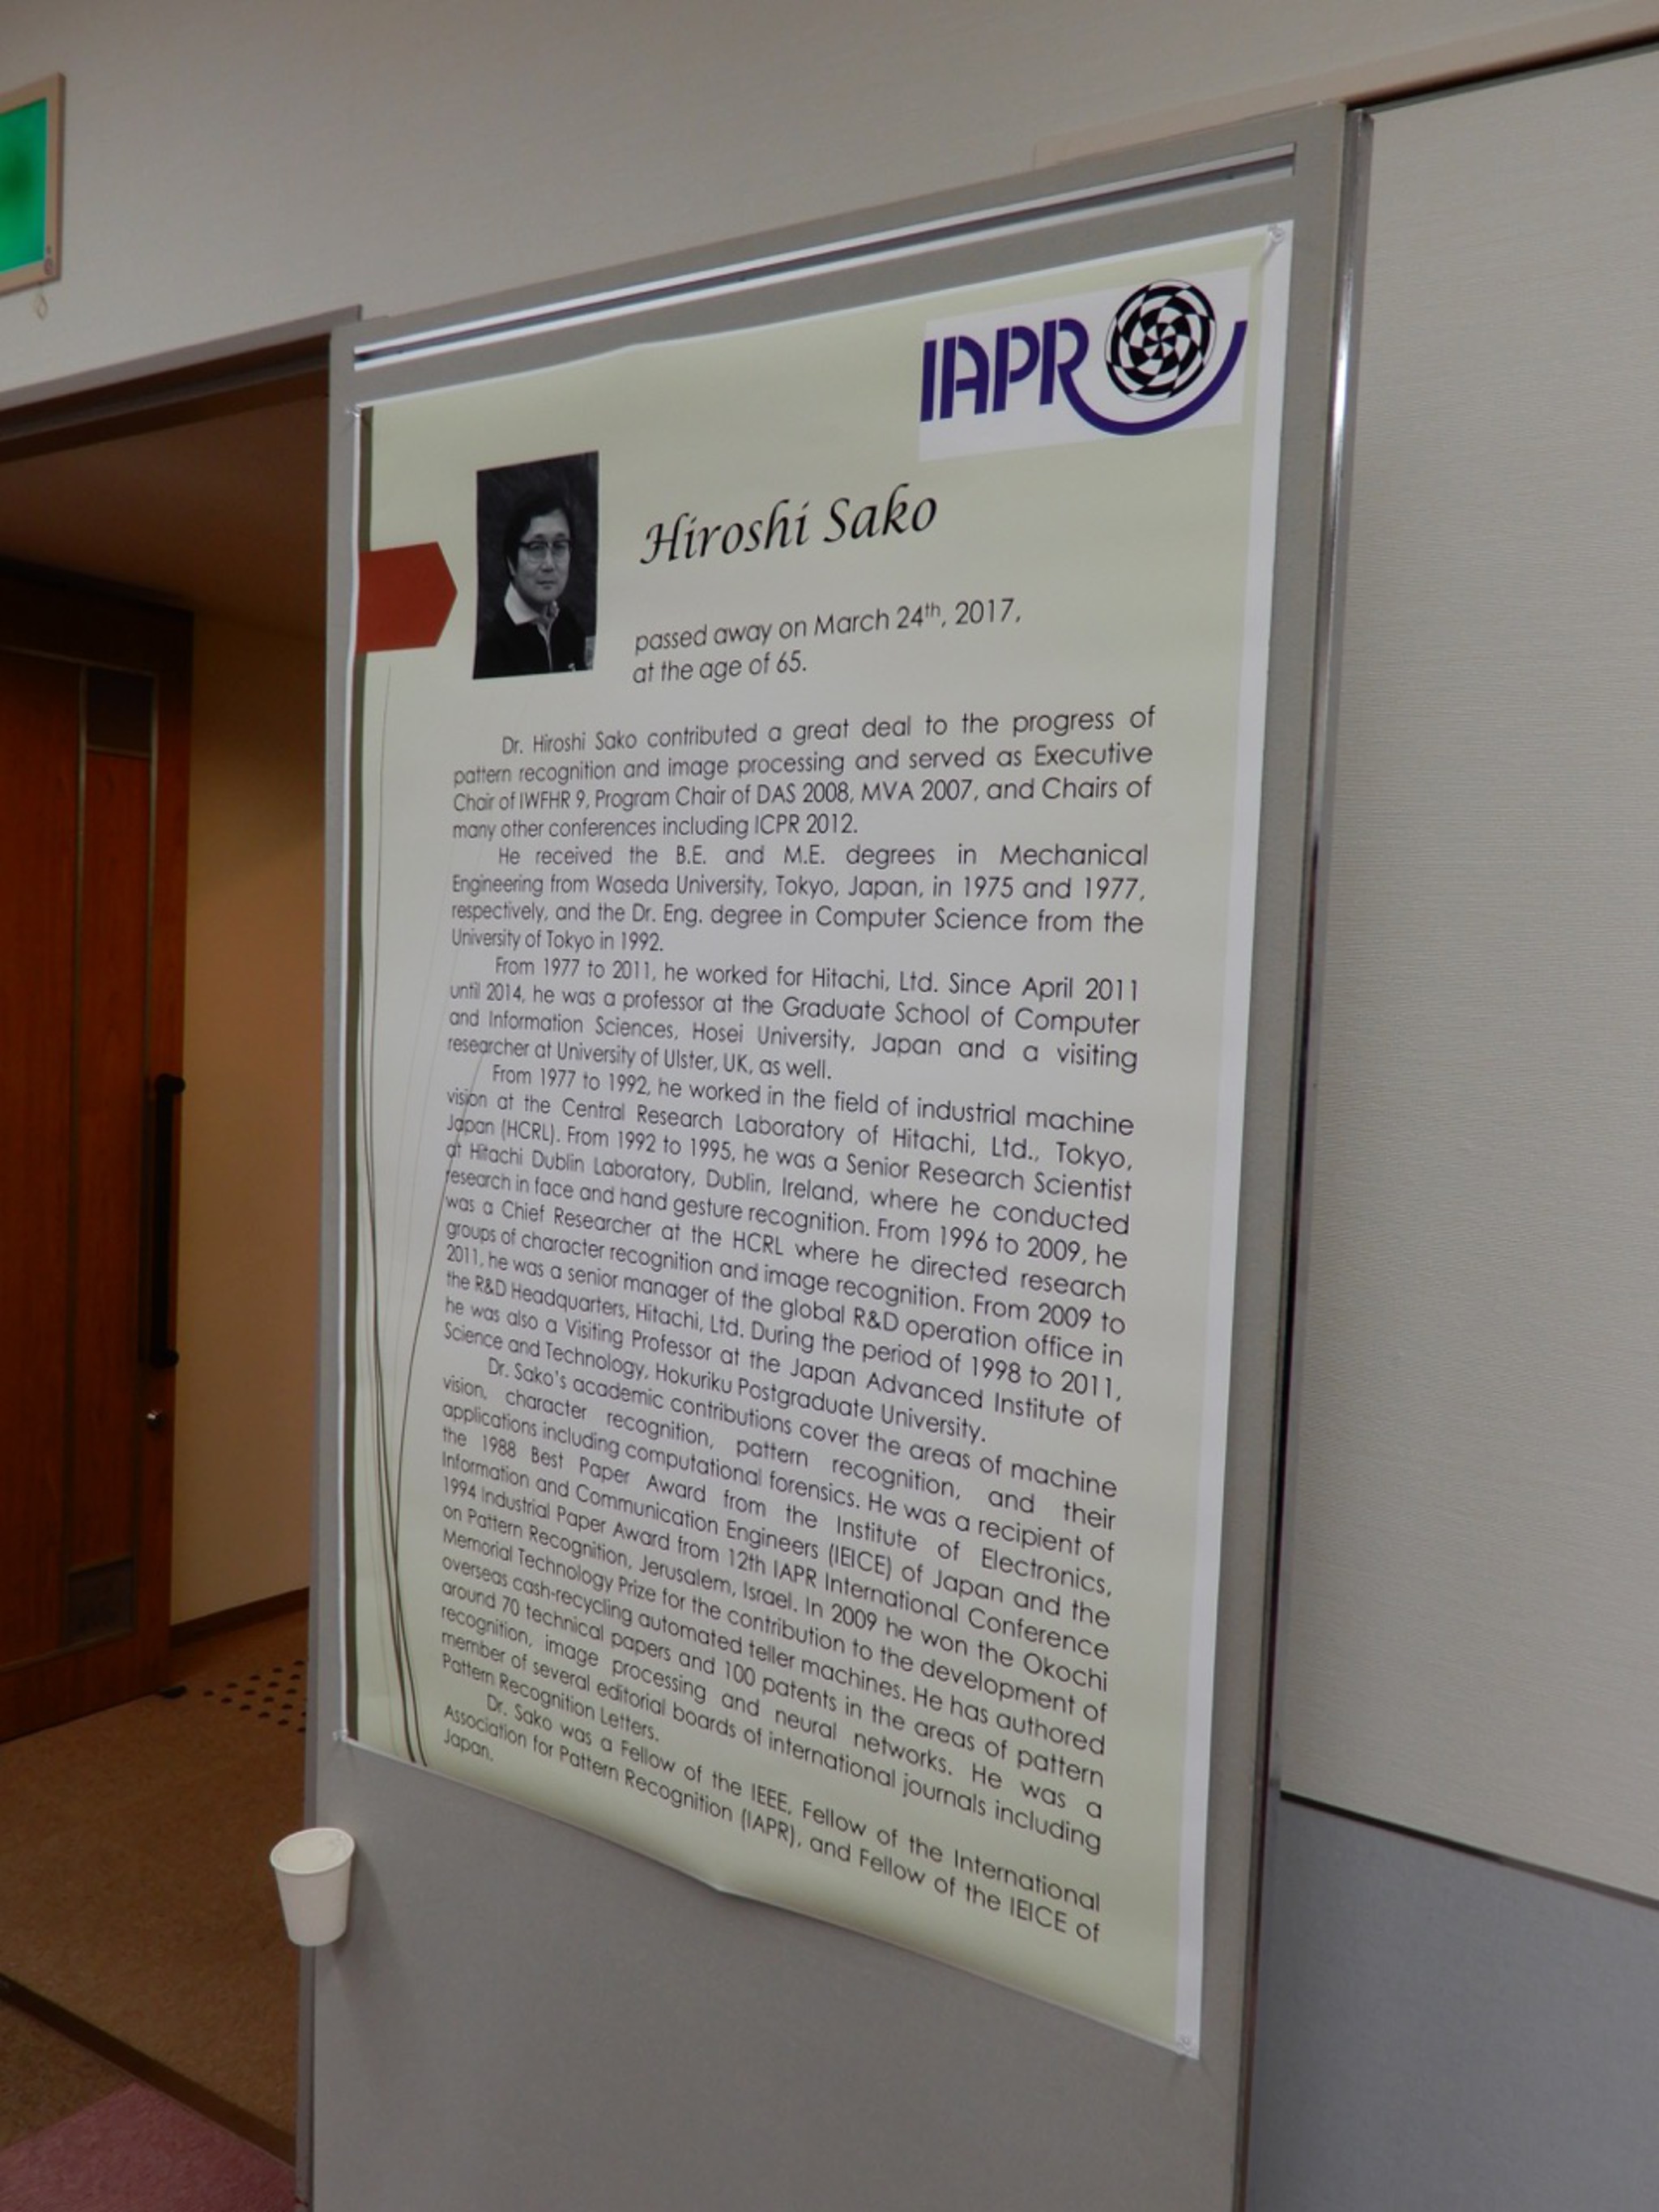 IAPR
Hiroshi Sako
passed away on March 24th, 2017,
at the age of 65.
Dr. Hiroshi Sako contributed a great deal to the progress of
pattern recognition and image processing and served as Executive
Chair of IWFHR 9, Program Chair of DAS 2008, MVA 2007, and Chairs of
many other conferences including ICPR 2012.
He received the B.E. and M.E. degrees in Mechanical
Engineering from Waseda University, Tokyo, Japan, in 1975 and 1977,
respectively, and the Dr. Eng. degree in Computer Science from the
University of Tokyo in 1992.
From 1977 to 2011, he worked for Hitachi, Ltd. Since April 2011
until 2014, he was a professor at the Graduate School of Computer
and Information Sciences, Hosei University, Japan and a visiting
researcher at University of Ulster, UK, as well.
From 1977 to 1992, he worked in the field of industrial machine
vision at the Central Research Laboratory of Hitachi, Ltd., Tokyo,
Japan (HCRL). From 1992 to 1995, he was a Senior Research Scientist
at Hitachi Dublin Laboratory, Dublin, Ireland, where he conducted
research in face and hand gesture recognition. From 1996 to 2009, he
was a Chief Researcher at the HCRL where he directed research
groups of character recognition and image recognition. From 2009 to
2011, he was a senior manager of the global R&D operation office in
the R&D Headquarters, Hitachi, Ltd. During the period of 1998 to 2011,
he was also a Visiting Professor at the Japan Advanced Institute of
Science and Technology, Hokuriku Postgraduate University.
Dr. Sako's academic contributions cover the areas of machine
vision, character recognition, pattern recognition, and their
applications including computational forensics. He was a recipient of
the 1988 Best Paper Award from the Institute of Electronics,
Information and Communication Engineers (IEICE) of Japan and the
1994 Industrial Paper Award from 12th IAPR International Conference
on Pattern Recognition, Jerusalem, Israel. In 2009 he won the Okochi
Memorial Technology Prize for the contribution to the development of
overseas cash-recycling automated teller machines. He has authored
around 70 technical papers and 100 patents in the areas of pattern
recognition, image processing and neural networks. He was a
member of several editorial boards of international journals including
Pattern Recognition Letters.
Dr. Sako was a Fellow of the IEEE, Fellow of the International
Association for Pattern Recognition (IAPR), and Fellow of the IEICE of
Japan.